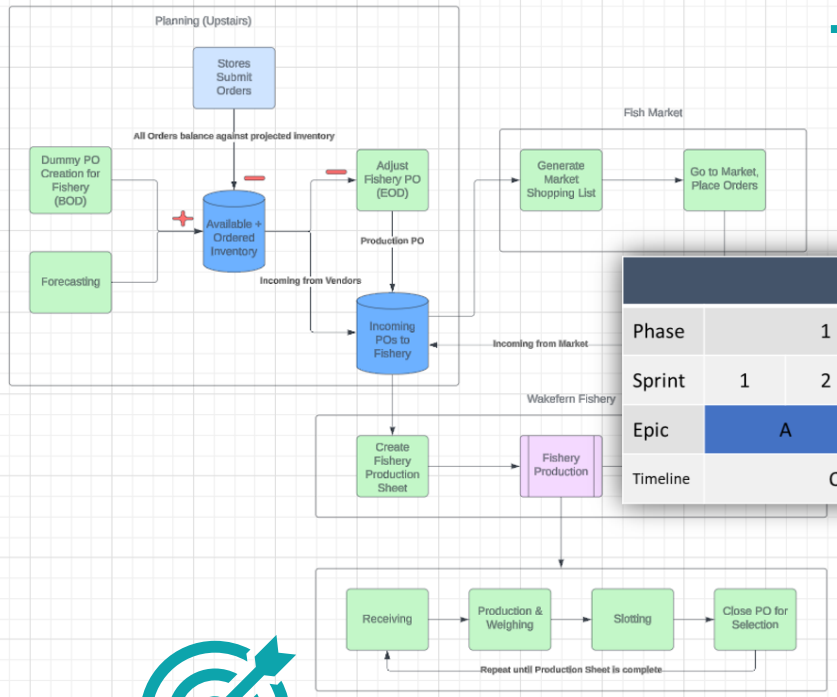 Planning (Upstairs)
Stores
Submit
Orders
All Orders balance against projected inventory
Dummy PO
Creation for
Fishery
(BOD)
Forecasting
Available +
Ordered
Inventory
Adjust
Fishery PO
(EOD)
Production PO
Incoming from Vendors
Incoming
POs to
Fishery
Fish Market
Generate
Market
Shopping List
Go to Market,
Place Orders
Incoming from Market
Wakefern Fishery
Create
Fishery
Production
Sheet
Fishery
Production
Phase 1
Sprint 1 2
Epic A
Timeline
Receiving
Production &
Weighing
Slotting
Close PO for
Selection
Repeat until Production Sheet is complete